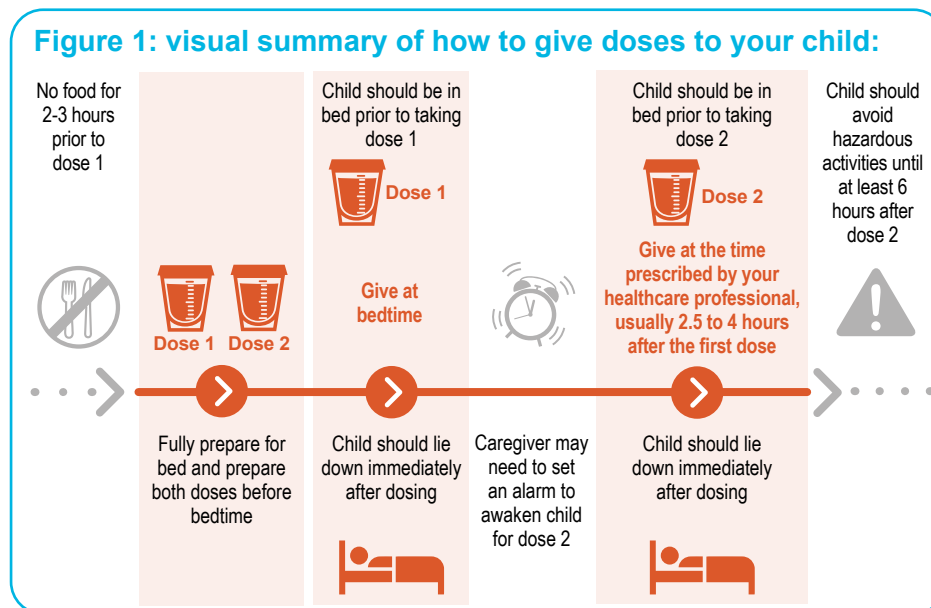 Figure 1: visual summary of how to give doses to your child:
No food for
2-3 hours
prior to
dose 1
Dose 1
Dose 2
Fully prepare for
bed and prepare
both doses before
bedtime
Child should be in
bed prior to taking
dose 1
Dose 1
Give at
bedtime
Child should lie
down immediately
after dosing
Caregiver may
need to set
an alarm to
awaken child
for dose 2
Child should be in
bed prior to taking
dose 2
Dose 2
Give at the time
prescribed by your
healthcare professional,
usually 2.5 to 4 hours
after the first dose
Child should lie
down immediately
after dosing
Child should
avoid
hazardous
activities until
at least 6
hours after
dose 2